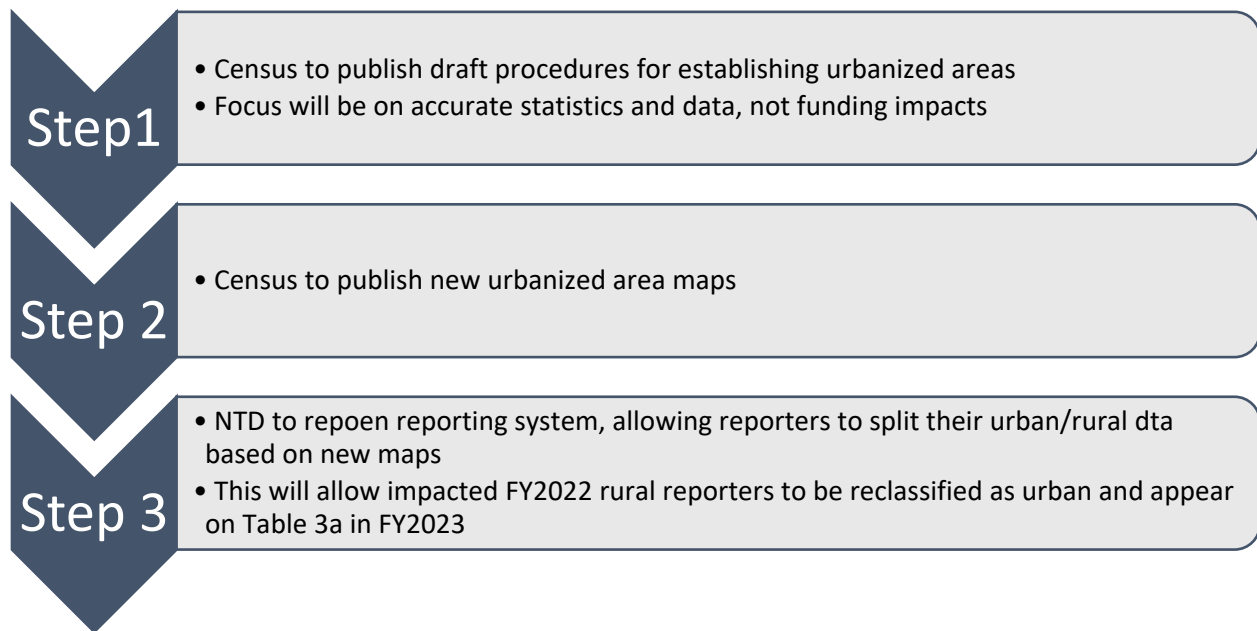 Step1
• Census to publish draft procedures for establishing urbanized areas
• Focus will be on accurate statistics and data, not funding impacts
Step 2
• Census to publish new urbanized area maps
Step 3
• NTD to repoen reporting system, allowing reporters to split their urban/rural dta
based on new maps
• This will allow impacted FY2022 rural reporters to be reclassified as urban and appear
on Table 3a in FY2023